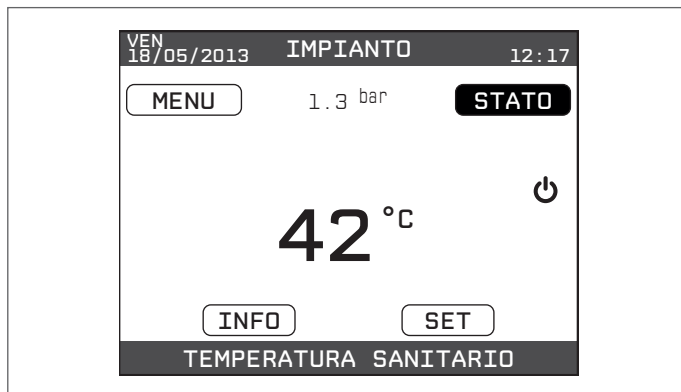 VEN
18/05/2013 IMPIANTO 12:17
MENU 1.3 bar STATO
42 °C
INFO SET
TEMPERATURA SANITARIO